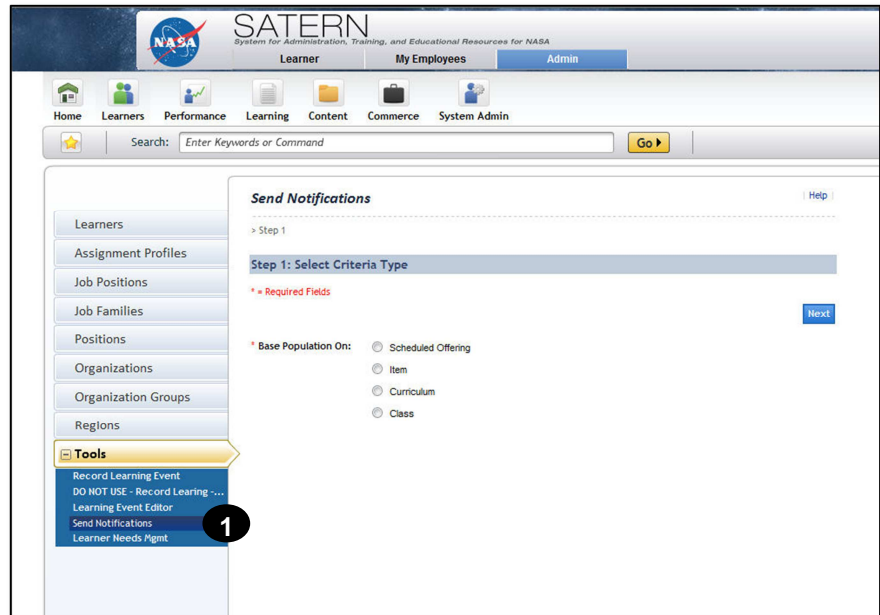 NASA
SATERN
System for Administration, Training, and Educational Resources for NASA
Learner My Employees Admin
Home Learners Performance Learning Content Commerce System Admin
Search: Enter Keywords or Command Go
Send Notifications Help
> Step 1
Step 1: Select Criteria Type
* = Required Fields
Next
* Base Population On: Scheduled Offering
Item
Curriculum
Class
Learners
Assignment Profiles
Job Positions
Job Families
Positions
Organizations
Organization Groups
Regions
Tools
Record Learning Event
DO NOT USE - Record Learing -...
Learning Event Editor
Send Notifications 1
Learner Needs Mgmt